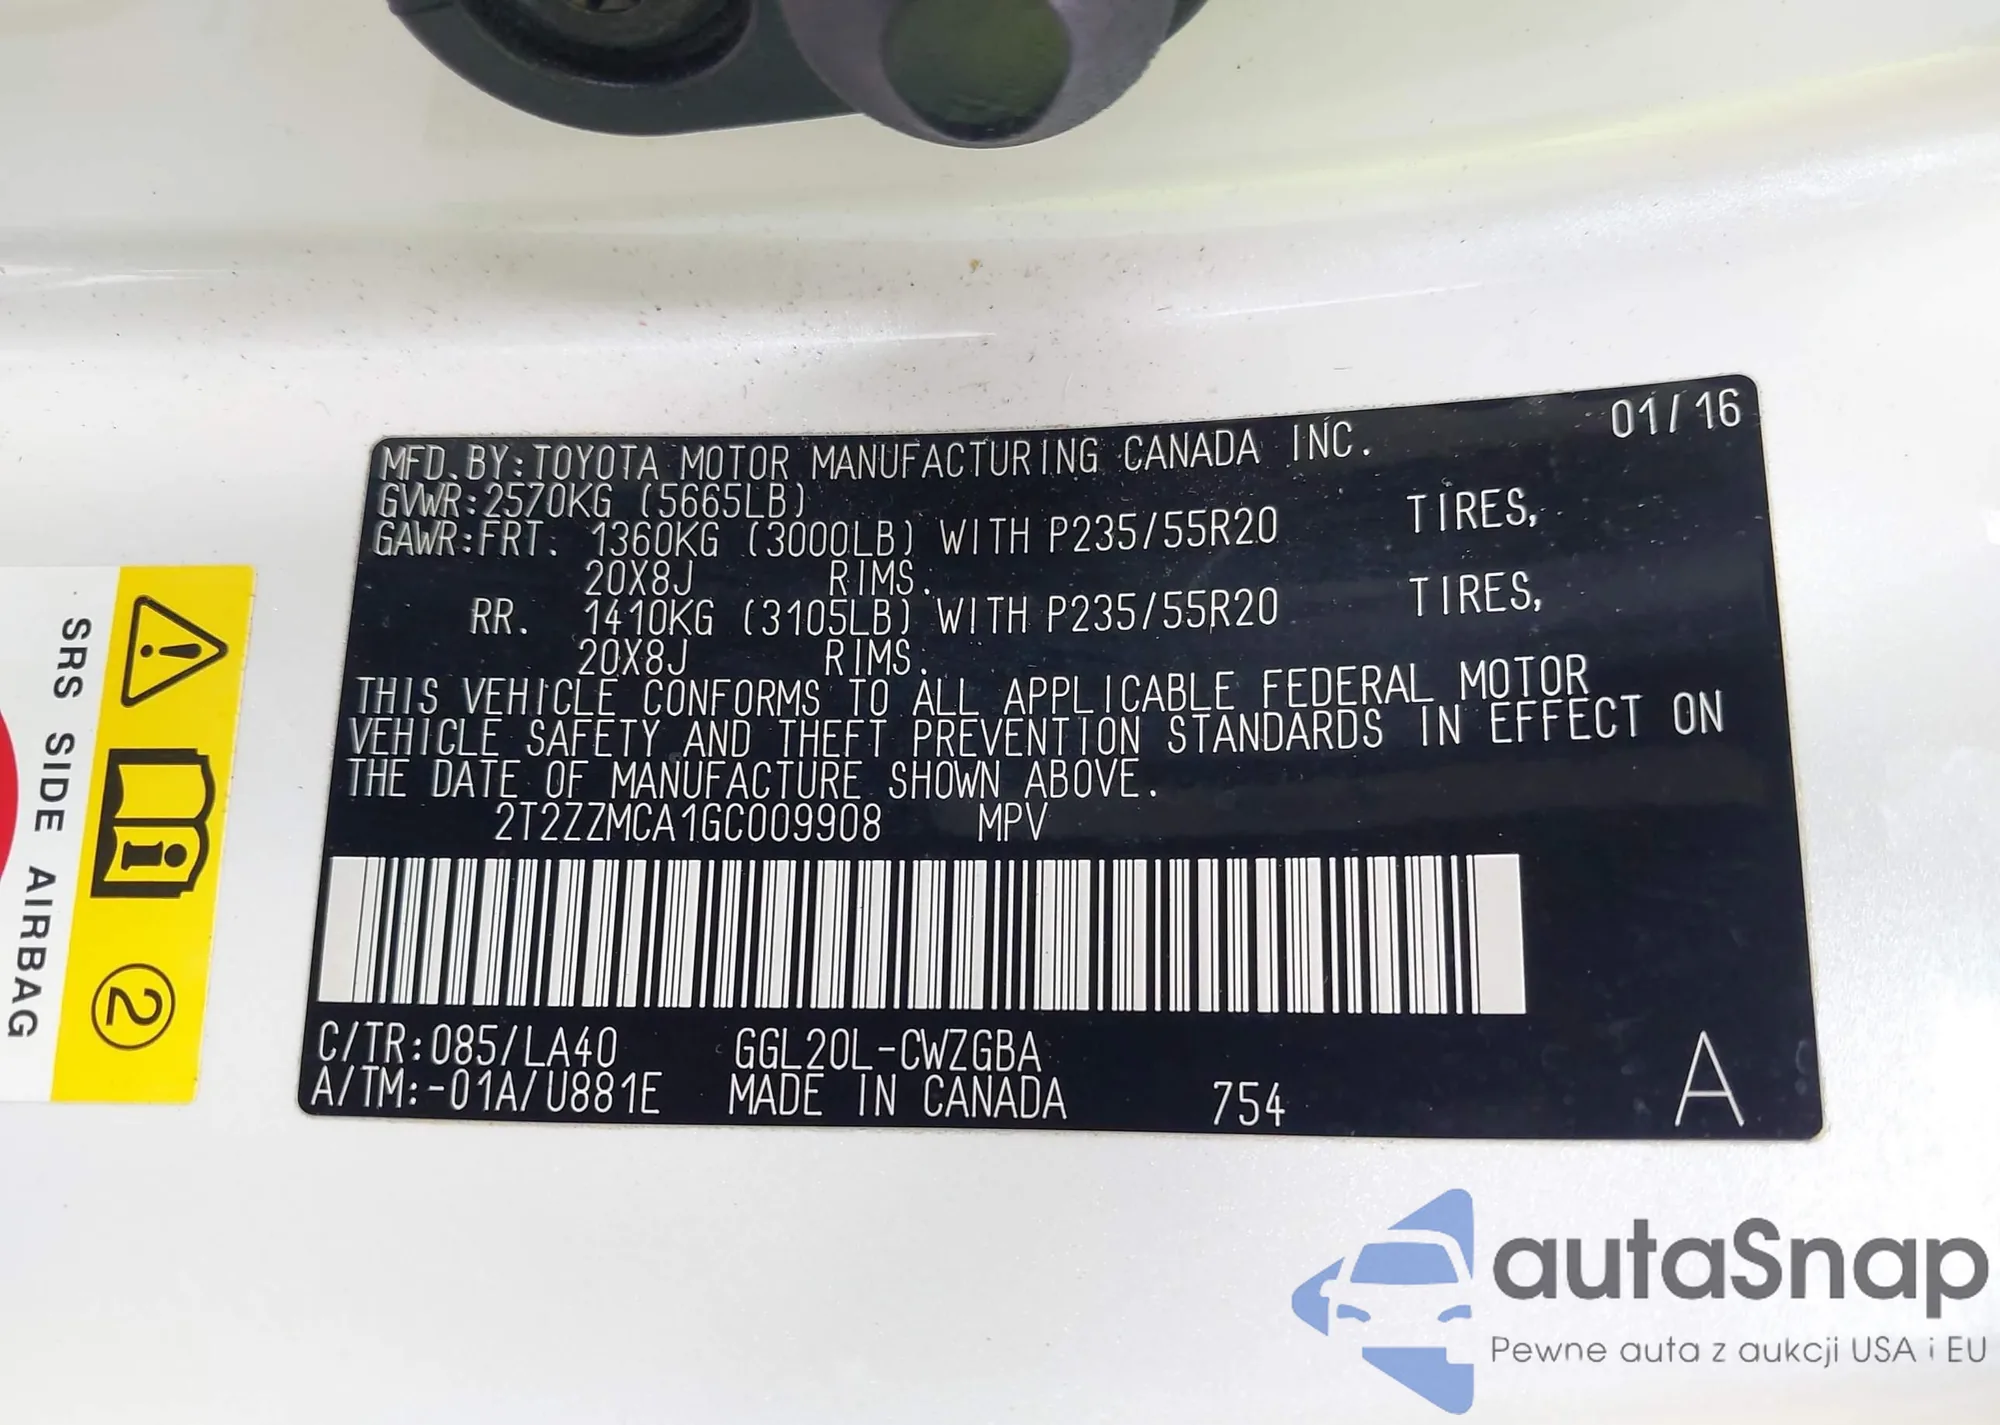 MFD.BY:TOYOTA MOTOR MANUFACTURING CANADA INC. 01/16
GVWR:2570KG (5665LB)
GAWR:FRT. 1360KG (3000LB) WITH P235/55R20 TIRES,
20X8J RIMS.
RR. 1410KG (3105LB) WITH P235/55R20 TIRES,
20X8J RIMS.
THIS VEHICLE CONFORMS TO ALL APPLICABLE FEDERAL MOTOR
VEHICLE SAFETY AND THEFT PREVENTION STANDARDS IN EFFECT ON
THE DATE OF MANUFACTURE SHOWN ABOVE.
2T2ZZMCA1GC009908 MPV
C/TR:085/LA40 GGL20L-CWZGBA
A/TM:-01A/U881E MADE IN CANADA 754 A
SRS SIDE AIRBAG
2
autaSnap
Pewne auta z aukcji USA i EU